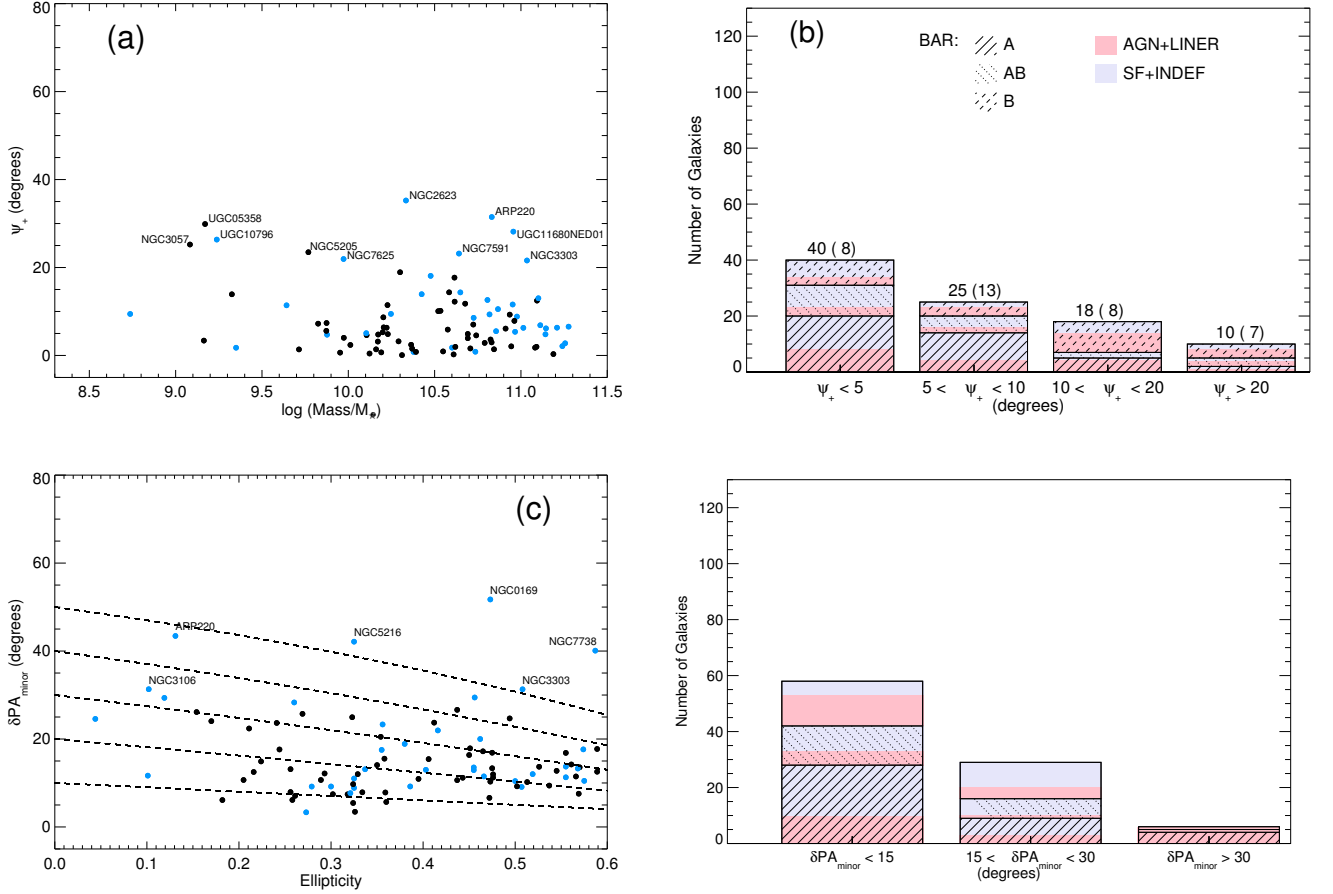 (a)
ψ+ (degrees)
80
60
40
20
0
NGC2623
UGC05358
ARP220
NGC3057
UGC10796
UGC11680NED01
NGC5205
NGC7625
NGC7591
NGC3303
8.5 9.0 9.5 10.0 10.5 11.0 11.5
log (Mass/M★)
(b)
Number of Galaxies
120
100
80
60
40
20
0
BAR:
A
AB
B
AGN+LINER
SF+INDEF
40 ( 8)
25 (13)
18 ( 8)
10 ( 7)
ψ+ < 5
5 < ψ+ < 10
10 < ψ+ < 20
ψ+ > 20
(degrees)
(c)
δPAminor (degrees)
80
60
40
20
0
NGC0169
ARP220
NGC5216
NGC7738
NGC3106
NGC3303
0.0 0.1 0.2 0.3 0.4 0.5 0.6
Ellipticity
Number of Galaxies
120
100
80
60
40
20
0
δPAminor < 15
15 < δPAminor < 30
δPAminor > 30
(degrees)